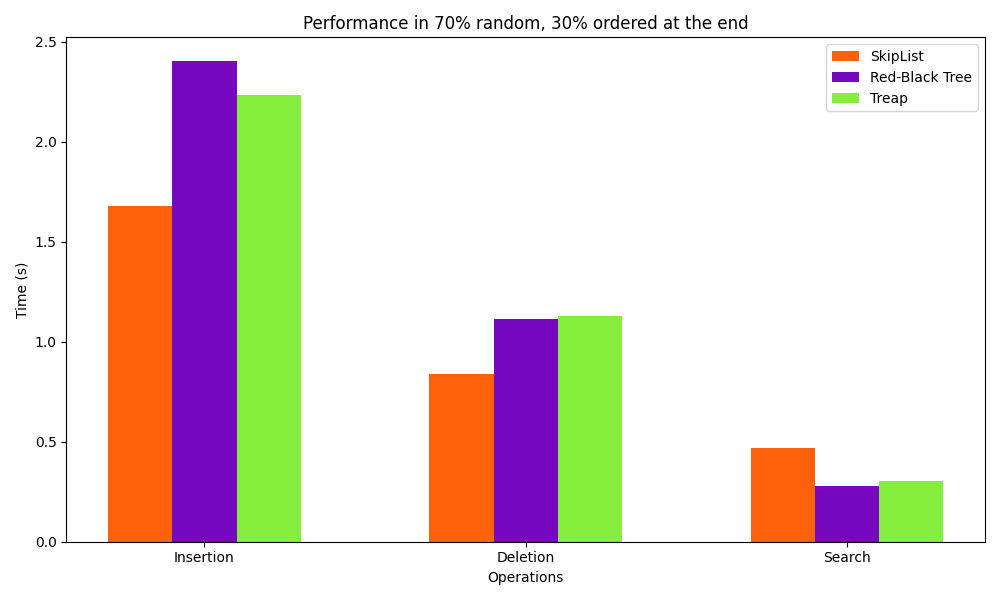 Performance in 70% random, 30% ordered at the end
SkipList
Red-Black Tree
Treap
Time (s)
2.5
2.0
1.5
1.0
0.5
0.0
Insertion
Deletion
Search
Operations